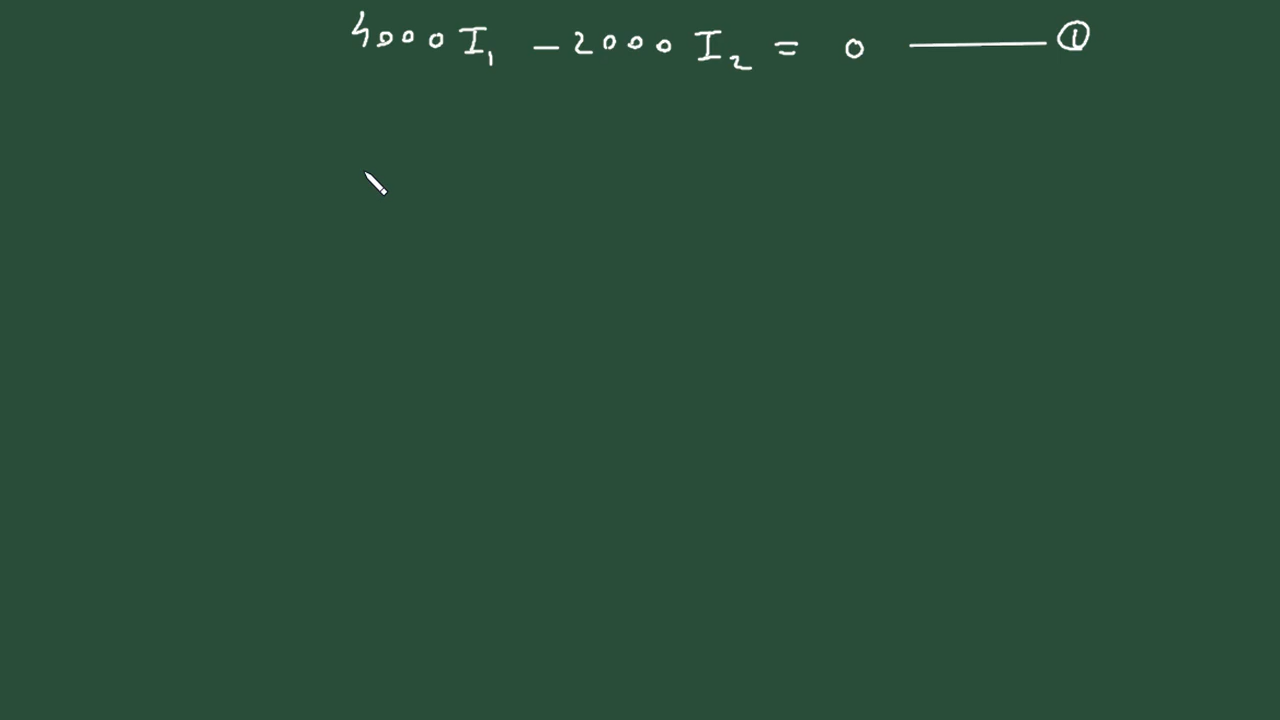 4000 I₁ - 2000 I₂ = 0 ——— ①